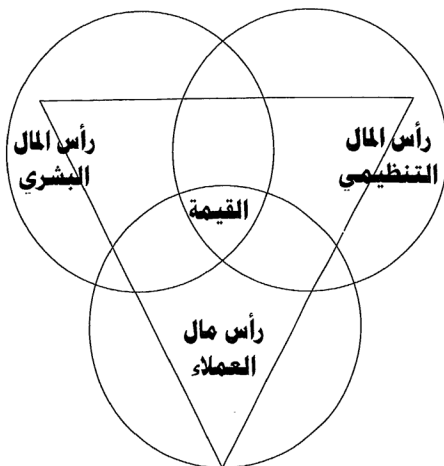 رأس المال
التنظيمي
رأس المال
البشري
القيمة
رأس مال
العملاء